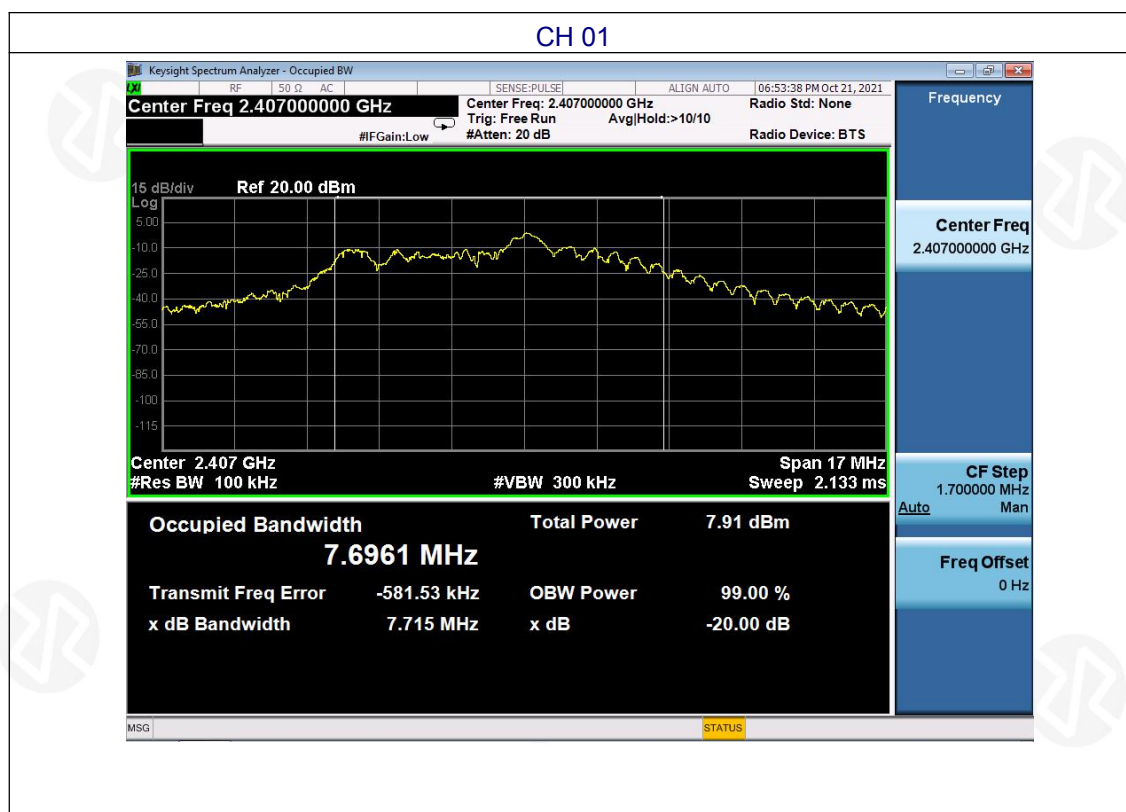 CH 01
Keysight Spectrum Analyzer - Occupied BW
LXI RF 50 Ω AC SENSE:PULSE ALIGN AUTO 06:53:38 PM Oct 21, 2021
Center Freq 2.407000000 GHz Center Freq: 2.407000000 GHz Radio Std: None
Trig: Free Run Avg|Hold:>10/10
#IFGain:Low #Atten: 20 dB Radio Device: BTS
15 dB/div Ref 20.00 dBm
Log
5.00
-10.0
-25.0
-40.0
-55.0
-70.0
-85.0
-100
-115
Center 2.407 GHz Span 17 MHz
#Res BW 100 kHz #VBW 300 kHz Sweep 2.133 ms
Occupied Bandwidth Total Power 7.91 dBm
7.6961 MHz
Transmit Freq Error -581.53 kHz OBW Power 99.00 %
x dB Bandwidth 7.715 MHz x dB -20.00 dB
MSG STATUS
Frequency
Center Freq
2.407000000 GHz
CF Step
1.700000 MHz
Auto Man
Freq Offset
0 Hz